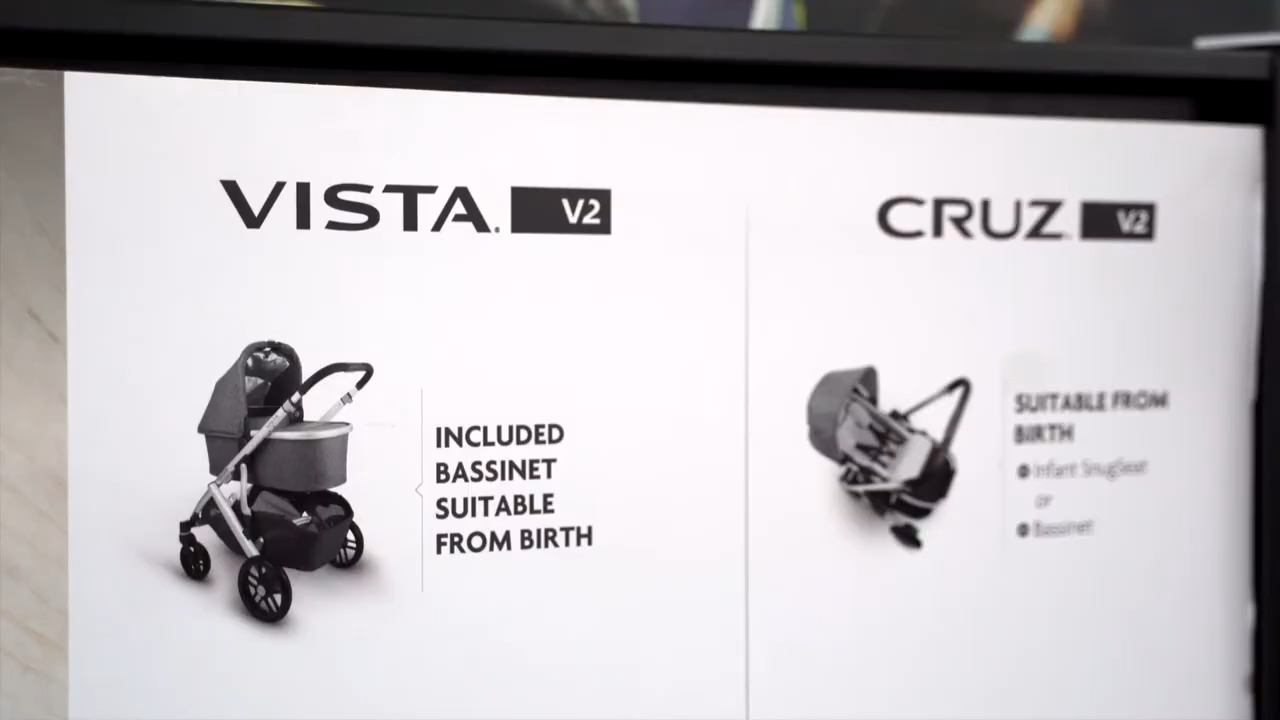 VISTA. V2
INCLUDED
BASSINET
SUITABLE
FROM BIRTH
CRUZ. V2
SUITABLE FROM
BIRTH
Infant SnugSeat
or
Bassinet